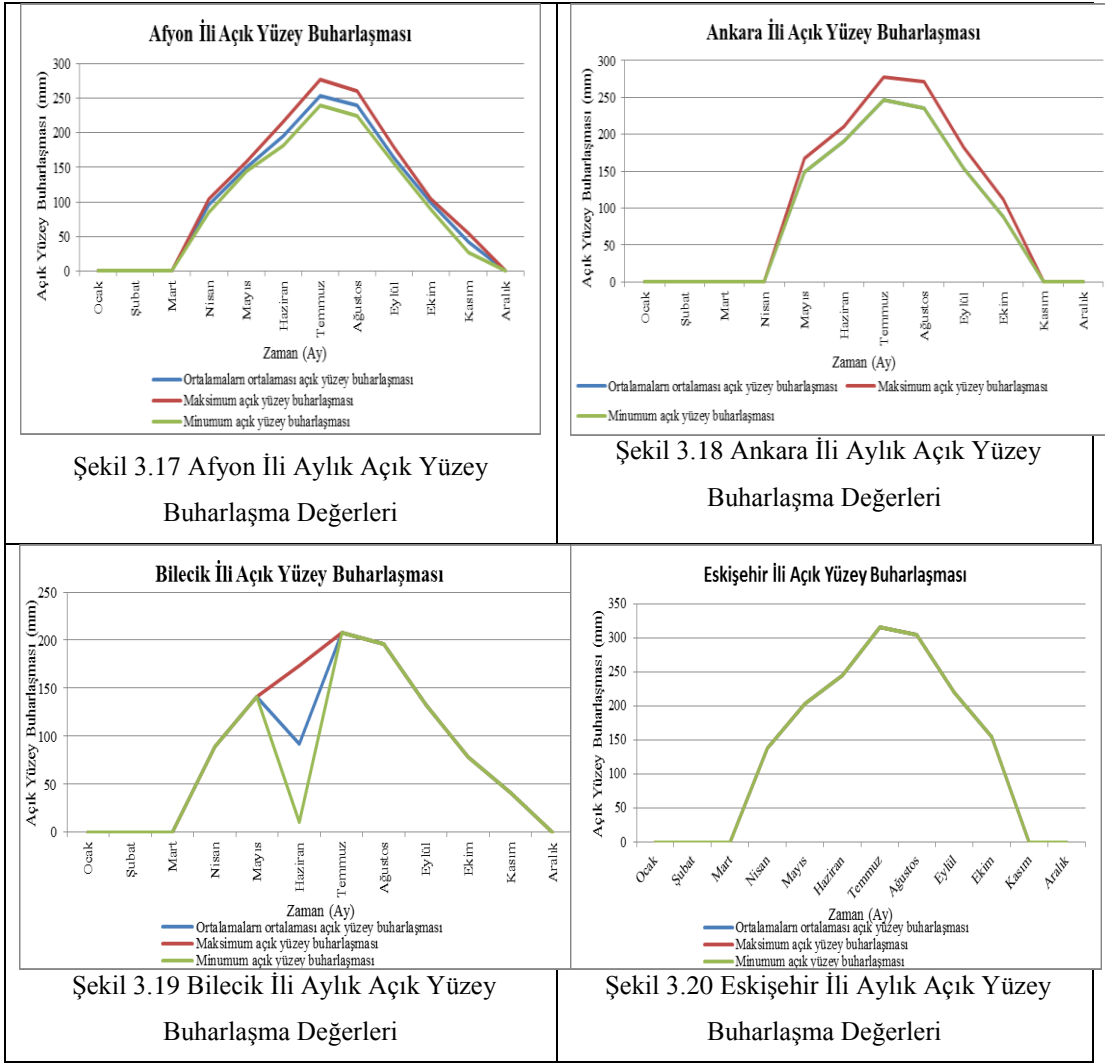 Afyon İli Açık Yüzey Buharlaşması
Açık Yüzey Buharlaşması (mm)
300
250
200
150
100
50
0
Ocak
Şubat
Mart
Nisan
Mayıs
Haziran
Temmuz
Ağustos
Eylül
Ekim
Kasım
Aralık
Zaman (Ay)
Ortalamaların ortalaması açık yüzey buharlaşması
Maksimum açık yüzey buharlaşması
Minumum açık yüzey buharlaşması
Şekil 3.17 Afyon İli Aylık Açık Yüzey
Buharlaşma Değerleri
Ankara İli Açık Yüzey Buharlaşması
Açık Yüzey Buharlaşması (mm)
300
250
200
150
100
50
0
Ocak
Şubat
Mart
Nisan
Mayıs
Haziran
Temmuz
Ağustos
Eylül
Ekim
Kasım
Aralık
Zaman (Ay)
Ortalamaların ortalaması açık yüzey buharlaşması
Maksimum açık yüzey buharlaşması
Minumum açık yüzey buharlaşması
Şekil 3.18 Ankara İli Aylık Açık Yüzey
Buharlaşma Değerleri
Bilecik İli Açık Yüzey Buharlaşması
Açık Yüzey Buharlaşması (mm)
250
200
150
100
50
0
Ocak
Şubat
Mart
Nisan
Mayıs
Haziran
Temmuz
Ağustos
Eylül
Ekim
Kasım
Aralık
Zaman (Ay)
Ortalamaların ortalaması açık yüzey buharlaşması
Maksimum açık yüzey buharlaşması
Minumum açık yüzey buharlaşması
Şekil 3.19 Bilecik İli Aylık Açık Yüzey
Buharlaşma Değerleri
Eskişehir İli Açık Yüzey Buharlaşması
Açık Yüzey Buharlaşması (mm)
350
300
250
200
150
100
50
0
Ocak
Şubat
Mart
Nisan
Mayıs
Haziran
Temmuz
Ağustos
Eylül
Ekim
Kasım
Aralık
Zaman (Ay)
Ortalamaların ortalaması açık yüzey buharlaşması
Maksimum açık yüzey buharlaşması
Minumum açık yüzey buharlaşması
Şekil 3.20 Eskişehir İli Aylık Açık Yüzey
Buharlaşma Değerleri